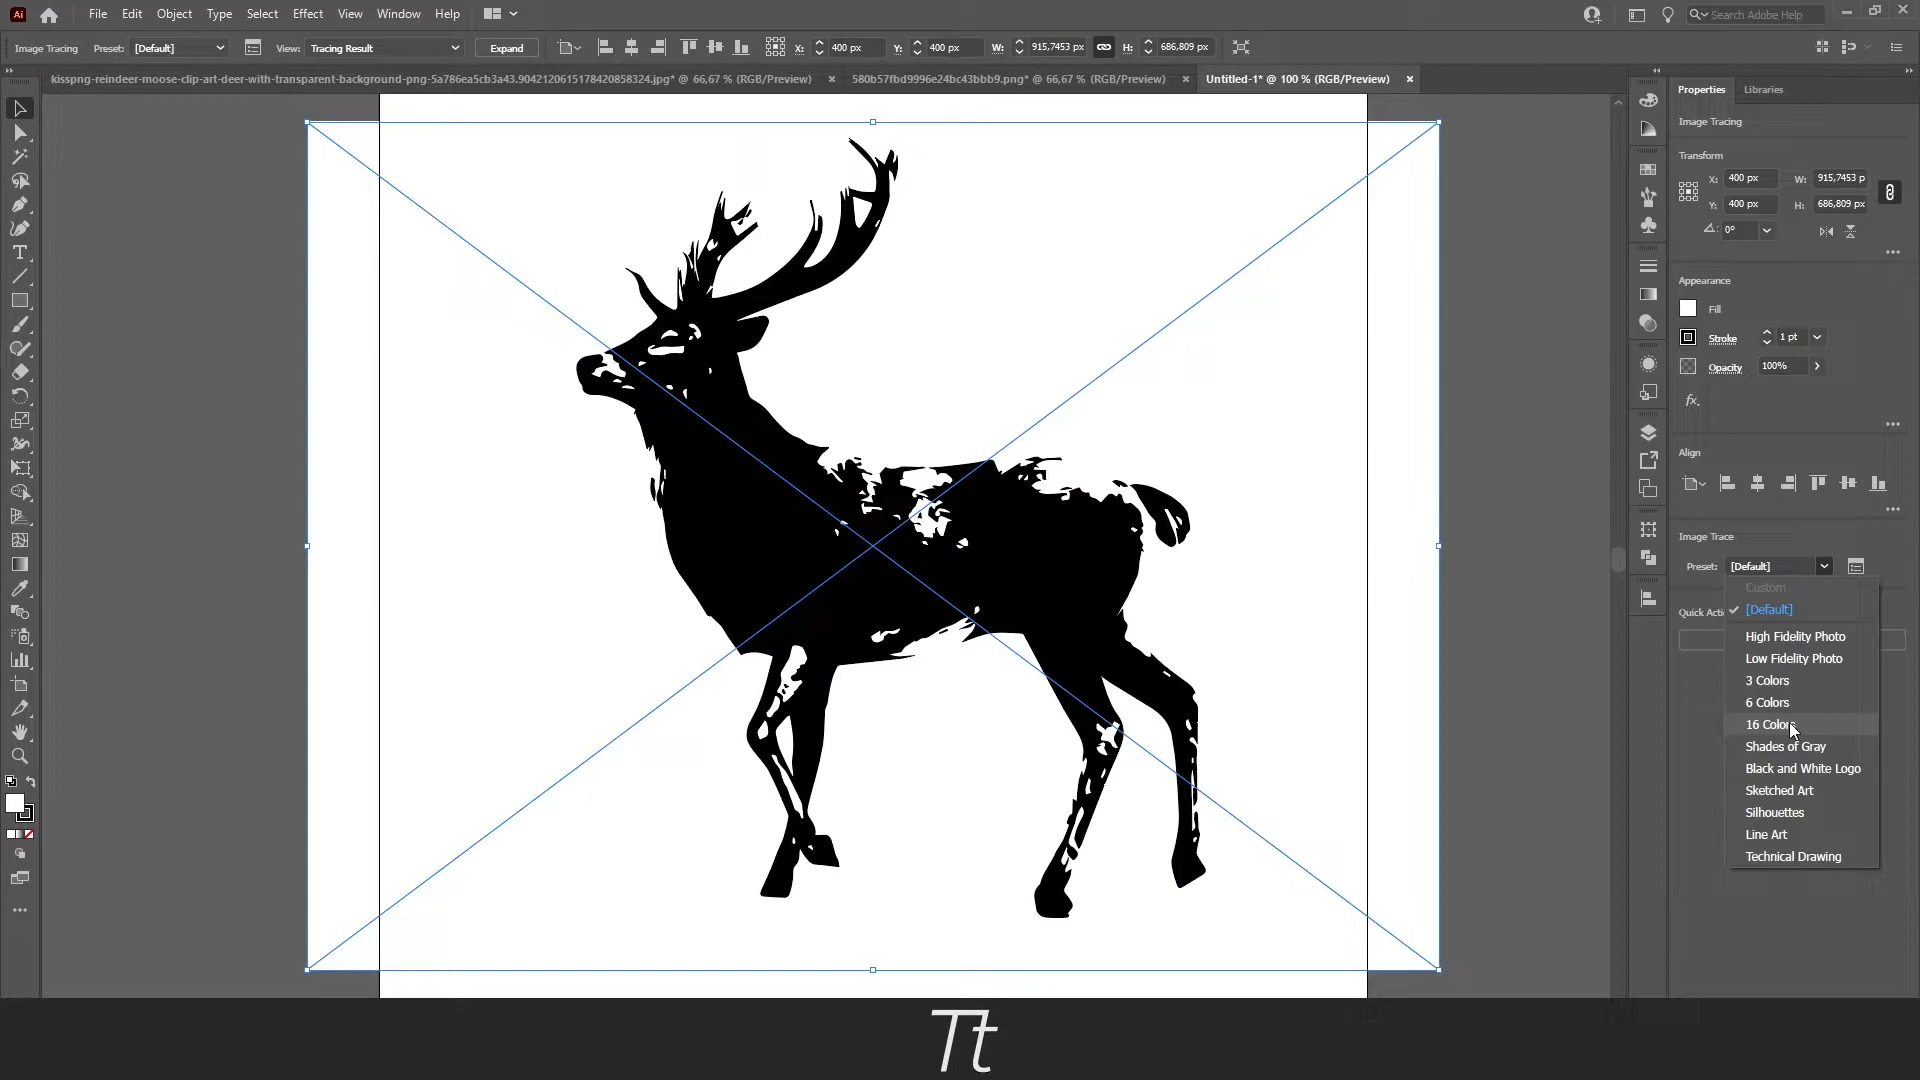 Ai File Edit Object Type Select Effect View Window Help Search Adobe Help
Image Tracing Preset: [Default] View: Tracing Result Expand X: 400 px Y: 400 px W: 915,7453 px H: 686,809 px
kisspng-reindeer-moose-clip-art-deer-with-transparent-background-png-5a786ea5cb3a43.9042120615178420858324.jpg* @ 66,67 % (RGB/Preview) × 580b57fbd9996e24bc43bbb9.png* @ 66,67 % (RGB/Preview) × Untitled-1* @ 100 % (RGB/Preview) ×
Properties Libraries
Image Tracing
Transform
X: 400 px W: 915,7453 p
Y: 400 px H: 686,809 px
0°
Appearance
Fill
Stroke 1 pt
Opacity 100%
fx.
Align
Image Trace
Preset: [Default]
Custom
Quick Acti
[Default]
High Fidelity Photo
Low Fidelity Photo
3 Colors
6 Colors
16 Colors
Shades of Gray
Black and White Logo
Sketched Art
Silhouettes
Line Art
Technical Drawing
Tt